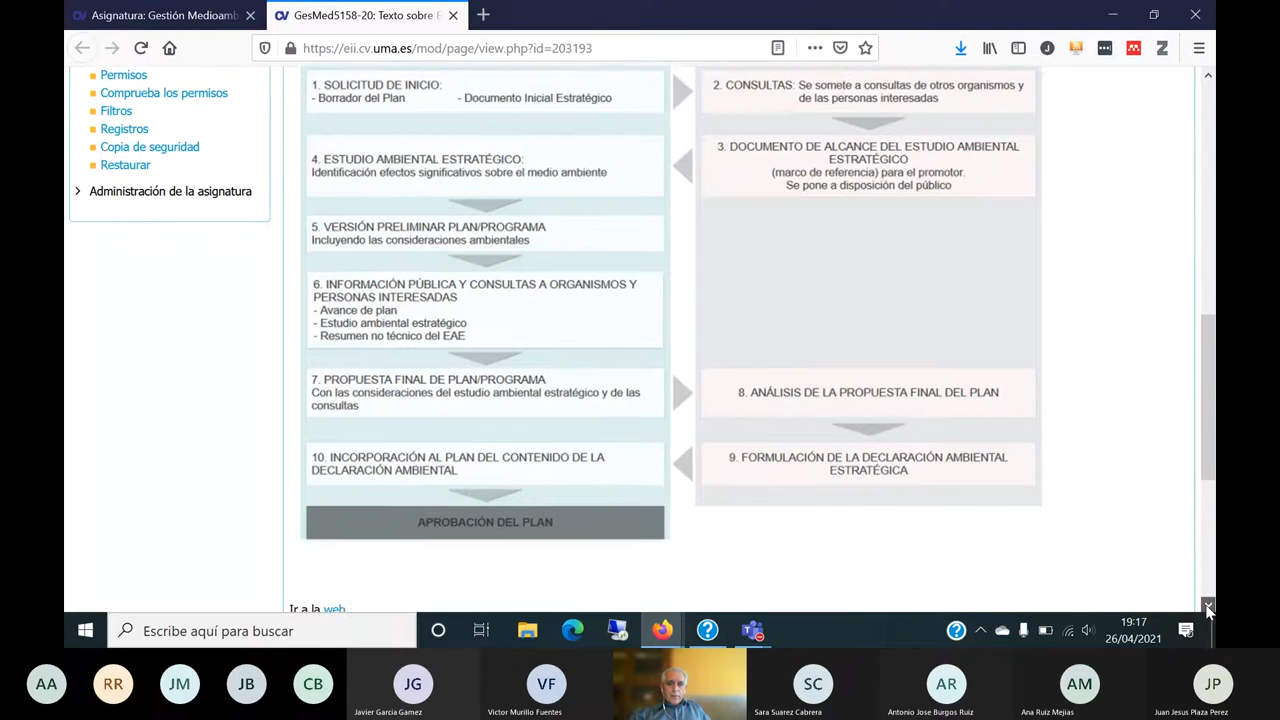 Asignatura: Gestión Medioamb
GesMed5158-20: Texto sobre E
https://eii.cv.uma.es/mod/page/view.php?id=203193
Permisos
Comprueba los permisos
Filtros
Registros
Copia de seguridad
Restaurar
Administración de la asignatura
1. SOLICITUD DE INICIO:
- Borrador del Plan - Documento Inicial Estratégico
2. CONSULTAS: Se somete a consultas de otros organismos y
de las personas interesadas
3. DOCUMENTO DE ALCANCE DEL ESTUDIO AMBIENTAL
ESTRATÉGICO
(marco de referencia) para el promotor.
Se pone a disposición del público
4. ESTUDIO AMBIENTAL ESTRATÉGICO:
Identificación efectos significativos sobre el medio ambiente
5. VERSIÓN PRELIMINAR PLAN/PROGRAMA
Incluyendo las consideraciones ambientales
6. INFORMACIÓN PÚBLICA Y CONSULTAS A ORGANISMOS Y
PERSONAS INTERESADAS
- Avance de plan
- Estudio ambiental estratégico
- Resumen no técnico del EAE
7. PROPUESTA FINAL DE PLAN/PROGRAMA
Con las consideraciones del estudio ambiental estratégico y de las
consultas
8. ANÁLISIS DE LA PROPUESTA FINAL DEL PLAN
9. FORMULACIÓN DE LA DECLARACIÓN AMBIENTAL
ESTRATÉGICA
10. INCORPORACIÓN AL PLAN DEL CONTENIDO DE LA
DECLARACIÓN AMBIENTAL
APROBACIÓN DEL PLAN
Ir a la web
Escribe aquí para buscar
19:17
26/04/2021
AA
RR
JM
JB
CB
JG
Javier Garcia Gamez
VF
Victor Murillo Fuentes
SC
Sara Suarez Cabrera
AR
Antonio Jose Burgos Ruiz
AM
Ana Ruiz Mejias
JP
Juan Jesus Plaza Perez